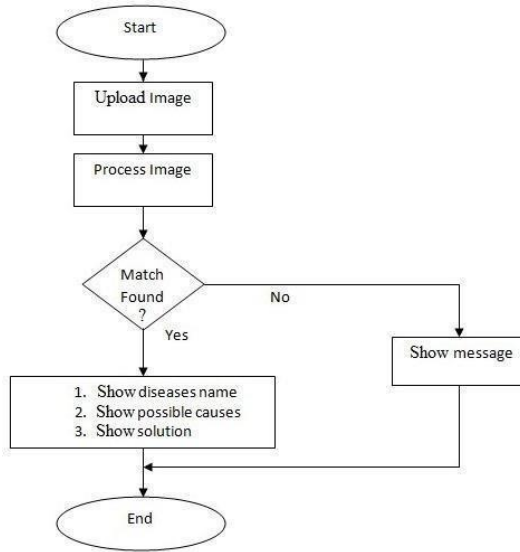 Start
Upload Image
Process Image
Match
Found
?
No
Yes
Show message
1. Show diseases name
2. Show possible causes
3. Show solution
End